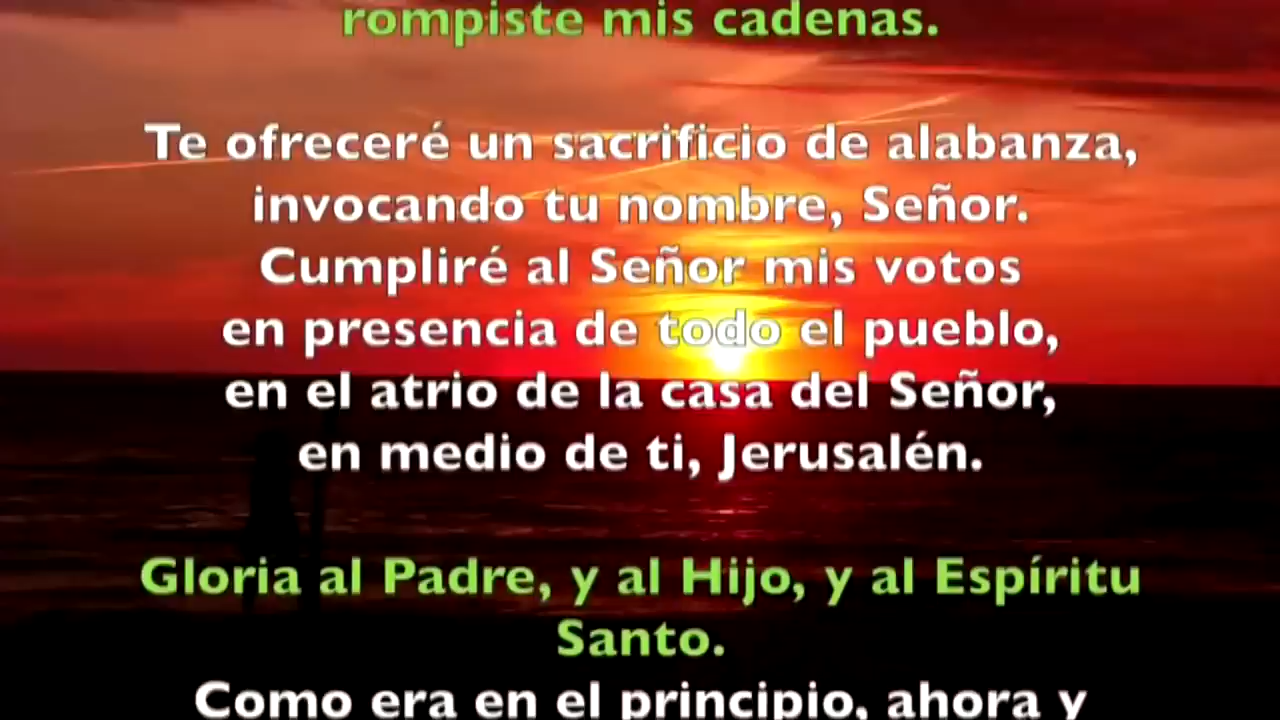 rompiste mis cadenas.
Te ofreceré un sacrificio de alabanza,
invocando tu nombre, Señor.
Cumpliré al Señor mis votos
en presencia de todo el pueblo,
en el atrio de la casa del Señor,
en medio de ti, Jerusalén.
Gloria al Padre, y al Hijo, y al Espíritu
Santo.
Como era en el principio, ahora y